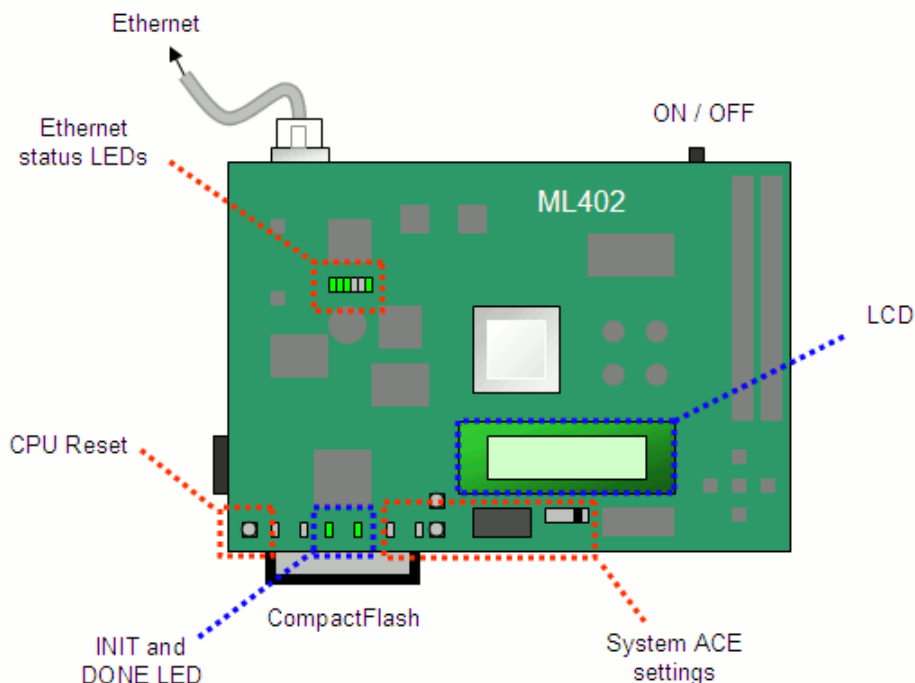 Ethernet
Ethernet
status LEDs
ON / OFF
ML402
LCD
CPU Reset
CompactFlash
INIT and
DONE LED
System ACE
settings